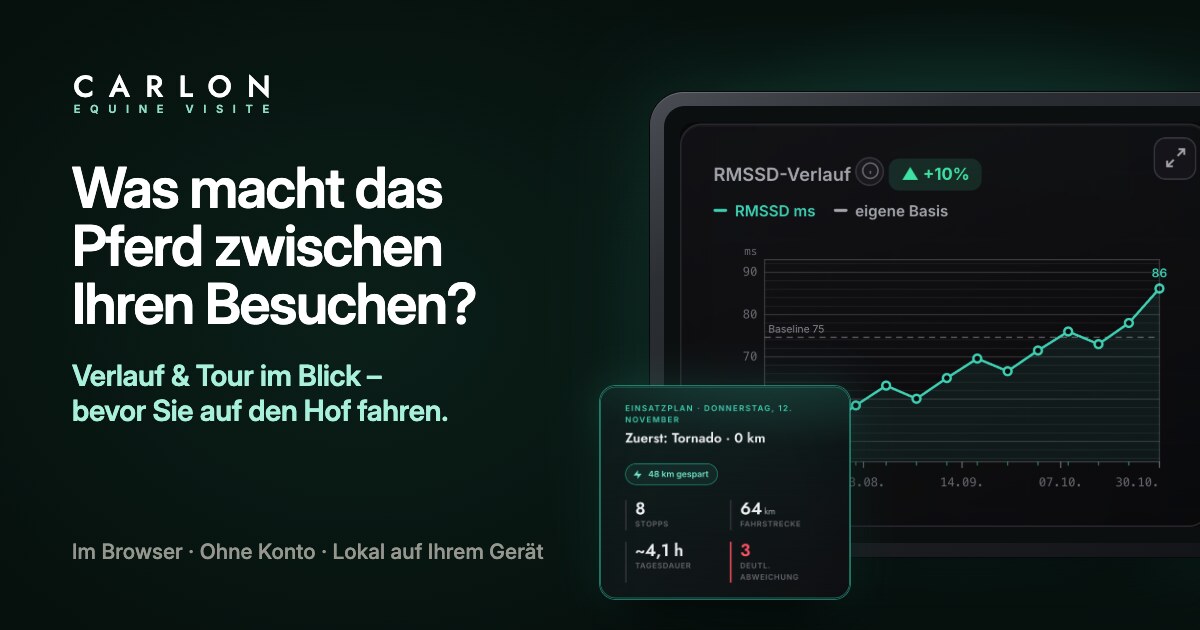 CARLON
EQUINE VISITE
Was macht das
Pferd zwischen
Ihren Besuchen?
Verlauf & Tour im Blick –
bevor Sie auf den Hof fahren.
Im Browser · Ohne Konto · Lokal auf Ihrem Gerät
RMSSD-Verlauf ▲ +10%
RMSSD ms eigene Basis
ms
90
86
80
Baseline 75
70
3.08. 14.09. 07.10. 30.10.
EINSATZPLAN · DONNERSTAG, 12.
NOVEMBER
Zuerst: Tornado · 0 km
48 km gespart
8 64 km
STOPPS FAHRSTRECKE
~4,1 h 3
TAGESDAUER DEUTL.
ABWEICHUNG